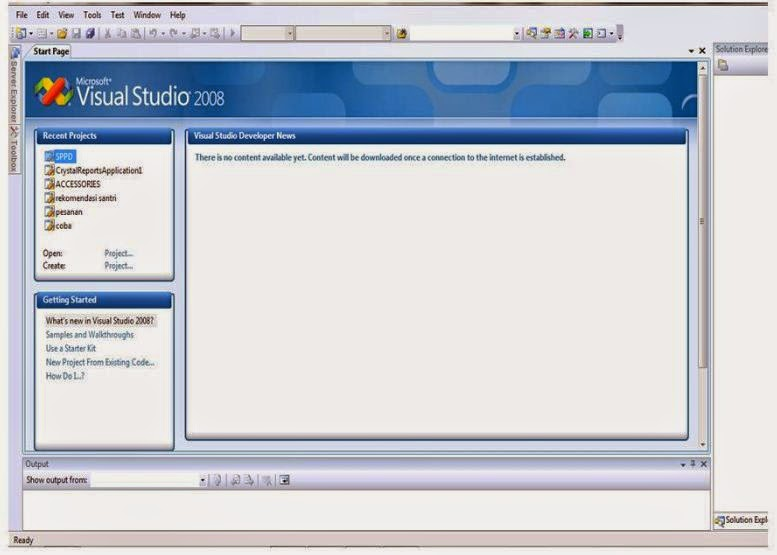 File Edit View Tools Test Window Help
Start Page
Solution Explore
Server Explorer
Toolbox
Microsoft
Visual Studio 2008
Recent Projects
SPPD
CrystalReportsApplication1
ACCESSORIES
rekomendasi santri
pesanan
coba
Open: Project...
Create: Project...
Getting Started
What's new in Visual Studio 2008?
Samples and Walkthroughs
Use a Starter Kit
New Project From Existing Code...
How Do I...?
Visual Studio Developer News
There is no content available yet. Content will be downloaded once a connection to the internet is established.
Output
Show output from:
Solution Expl
Ready